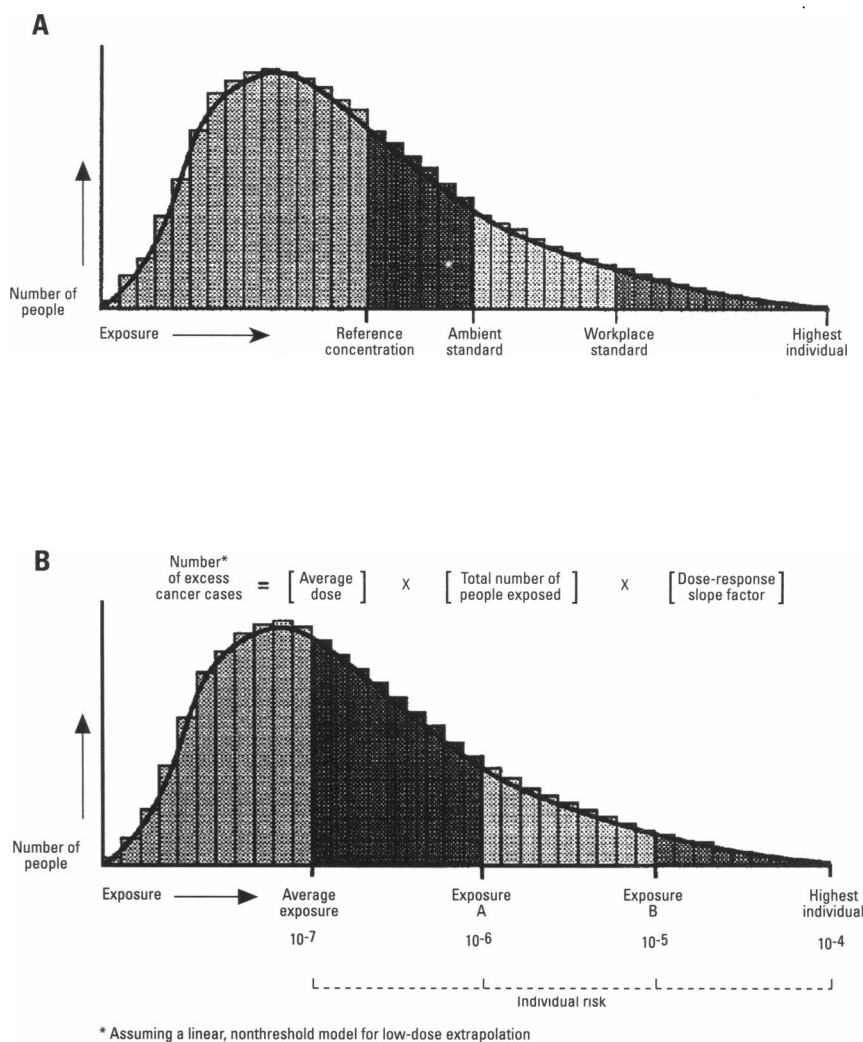 A
Number of
people
Exposure
Reference
concentration
Ambient
standard
Workplace
standard
Highest
individual
B
Number*
of excess
cancer cases
=
[Average
dose]
X
[Total number of
people exposed]
X
[Dose-response
slope factor]
Number of
people
Exposure
Average
exposure
10-7
Exposure
A
10-6
Exposure
B
10-5
Highest
individual
10-4
Individual risk
* Assuming a linear, nonthreshold model for low-dose extrapolation